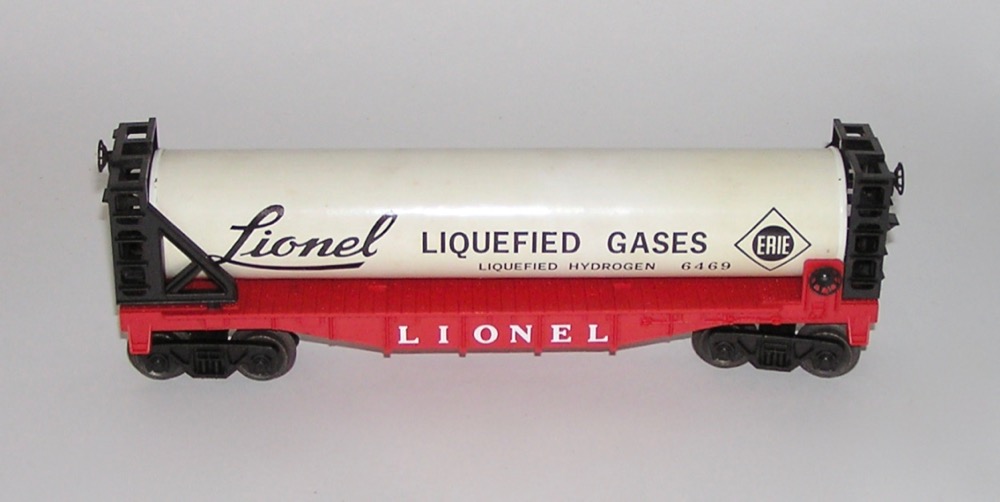 Lionel LIQUEFIED GASES ERIE
LIQUEFIED HYDROGEN 6469
LIONEL